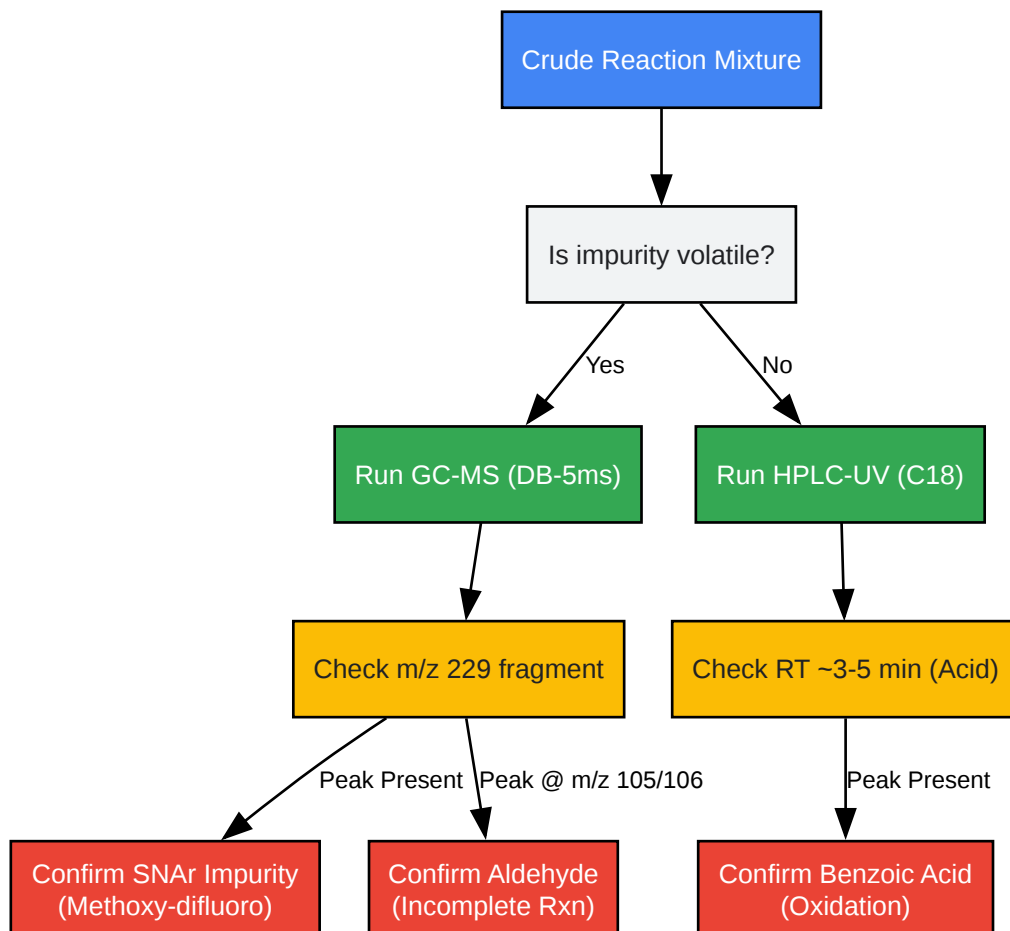 Crude Reaction Mixture
Is impurity volatile?
Yes
No
Run GC-MS (DB-5ms)
Run HPLC-UV (C18)
Check m/z 229 fragment
Check RT ~3-5 min (Acid)
Peak Present
Peak @ m/z 105/106
Peak Present
Confirm SNAr Impurity
(Methoxy-difluoro)
Confirm Aldehyde
(Incomplete Rxn)
Confirm Benzoic Acid
(Oxidation)